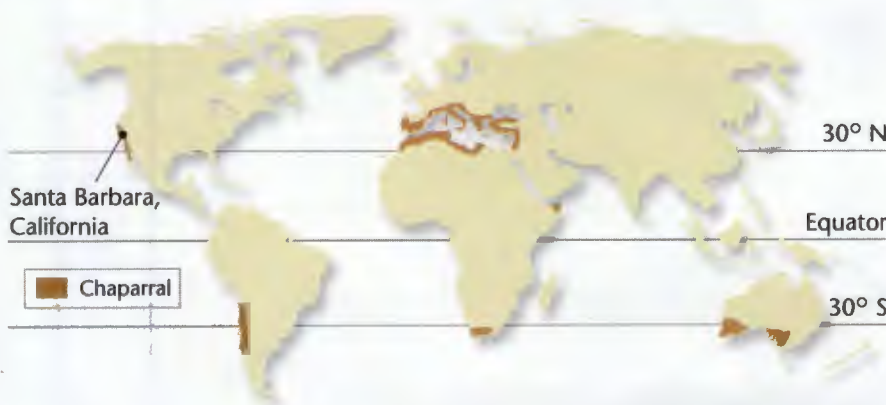 30° N
Santa Barbara,
California
Equator
Chaparral
30° S